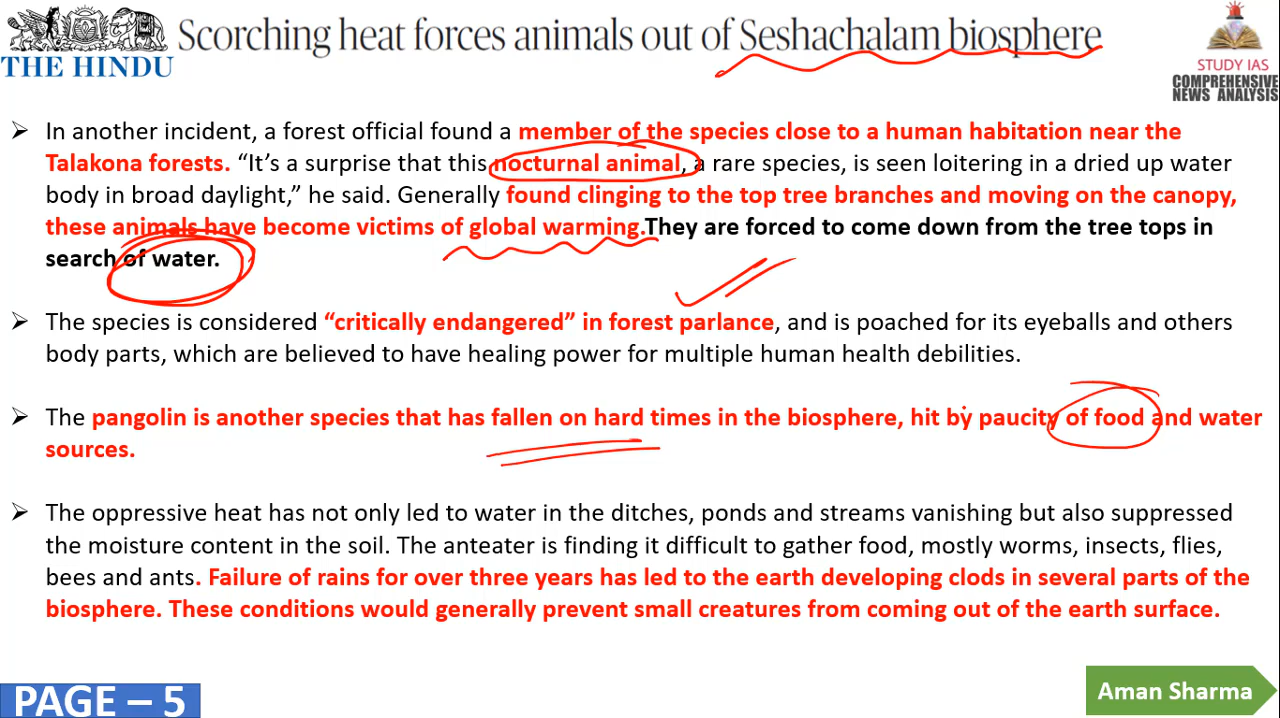 THE HINDU
Scorching heat forces animals out of Seshachalam biosphere
STUDY IAS
COMPREHENSIVE
NEWS ANALYSIS
➢ In another incident, a forest official found a member of the species close to a human habitation near the
Talakona forests. “It’s a surprise that this nocturnal animal, a rare species, is seen loitering in a dried up water
body in broad daylight,” he said. Generally found clinging to the top tree branches and moving on the canopy,
these animals have become victims of global warming.They are forced to come down from the tree tops in
search of water.
➢ The species is considered “critically endangered” in forest parlance, and is poached for its eyeballs and others
body parts, which are believed to have healing power for multiple human health debilities.
➢ The pangolin is another species that has fallen on hard times in the biosphere, hit by paucity of food and water
sources.
➢ The oppressive heat has not only led to water in the ditches, ponds and streams vanishing but also suppressed
the moisture content in the soil. The anteater is finding it difficult to gather food, mostly worms, insects, flies,
bees and ants. Failure of rains for over three years has led to the earth developing clods in several parts of the
biosphere. These conditions would generally prevent small creatures from coming out of the earth surface.
PAGE – 5
Aman Sharma